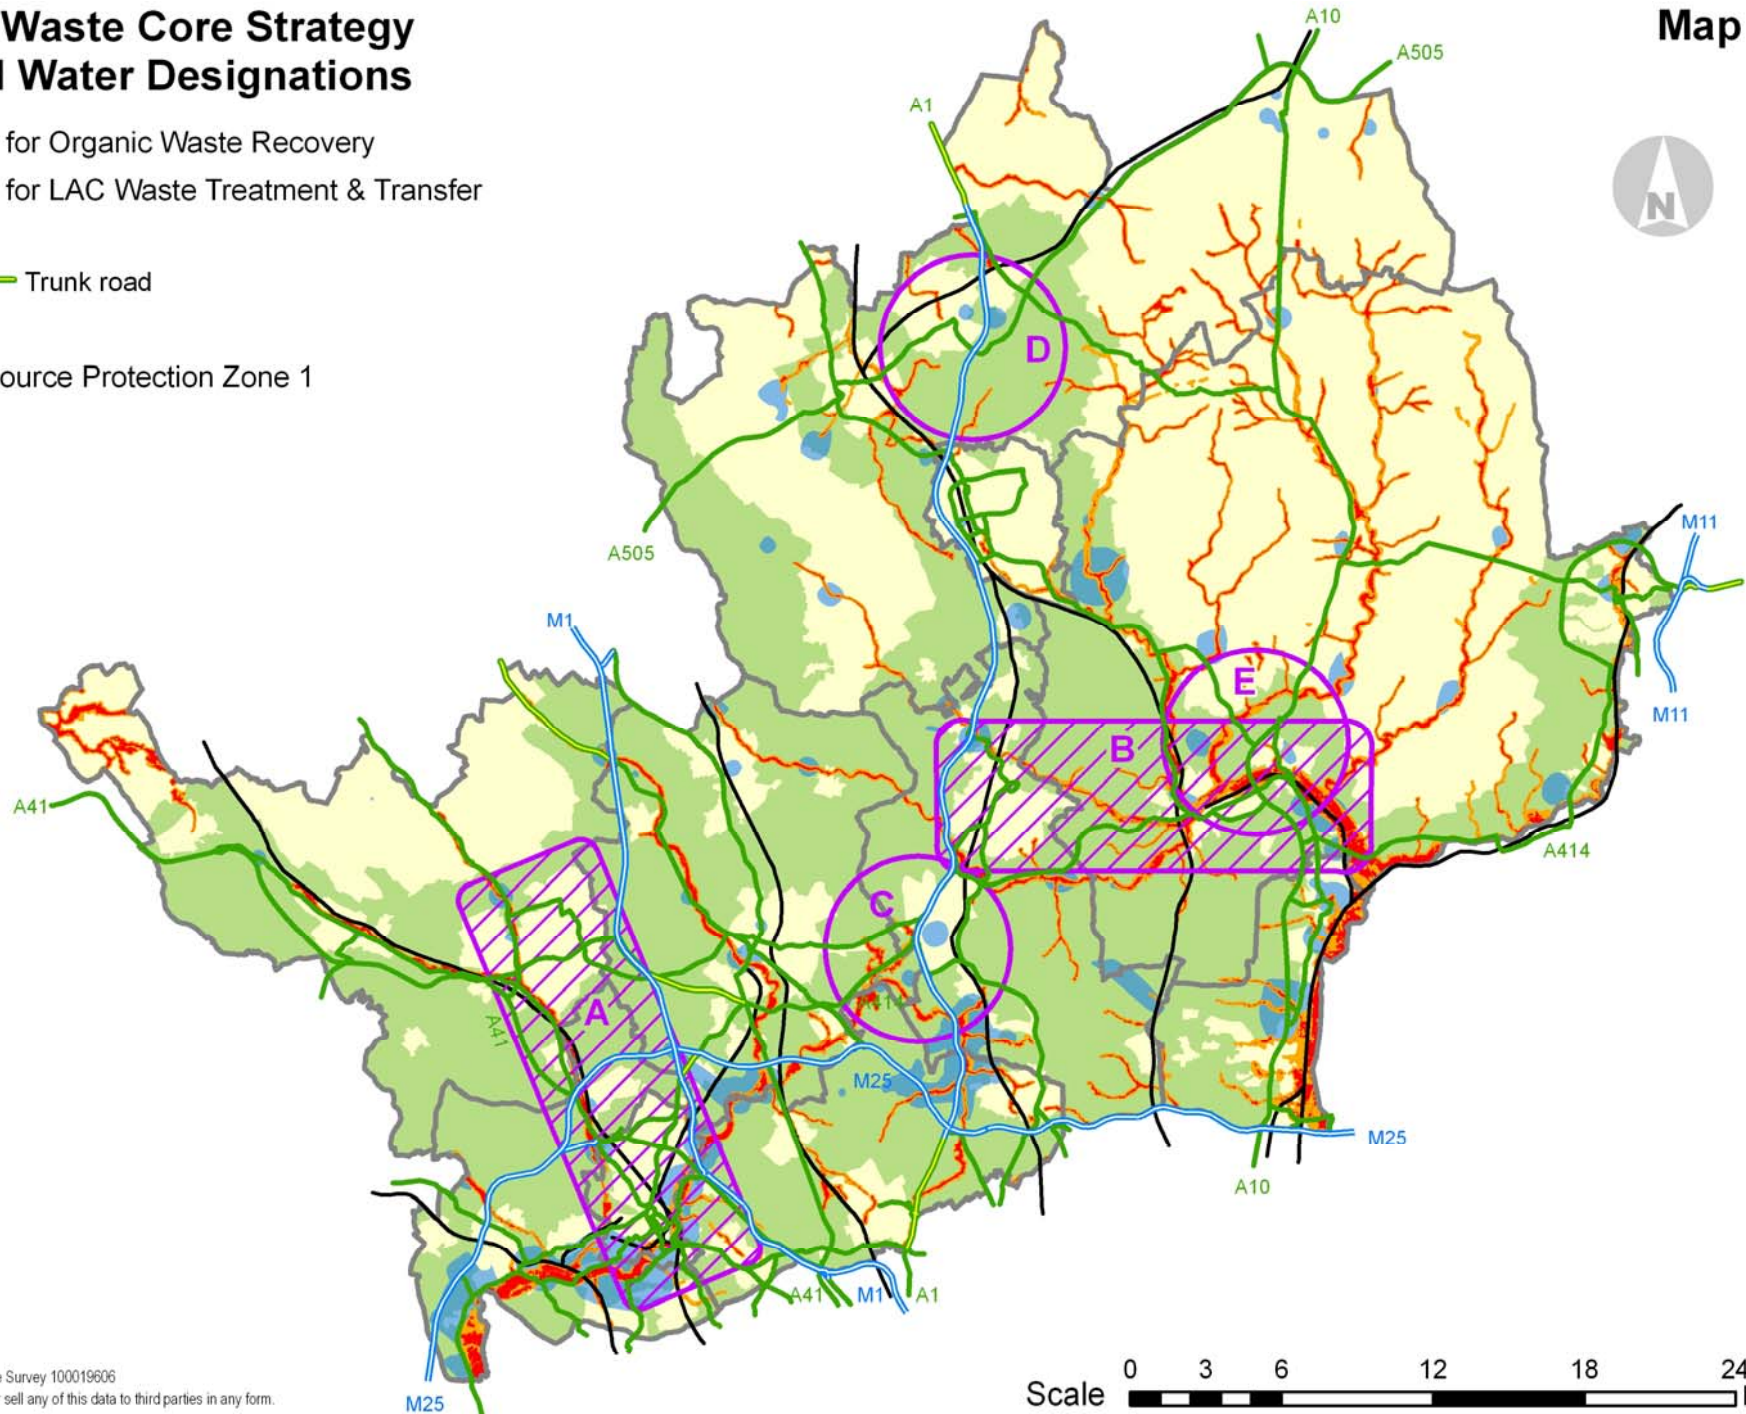 Waste Core Strategy
Water Designations
Map
for Organic Waste Recovery
for LAC Waste Treatment & Transfer
Trunk road
ource Protection Zone 1
A10
A505
A1
N
D
A505
M11
M11
M1
E
B
A41
A414
C
A414
A
A41
M25
M25
A10
A41
M1
A1
M25
Survey 100019606
sell any of this data to third parties in any form.
Scale
0 3 6 12 18 24